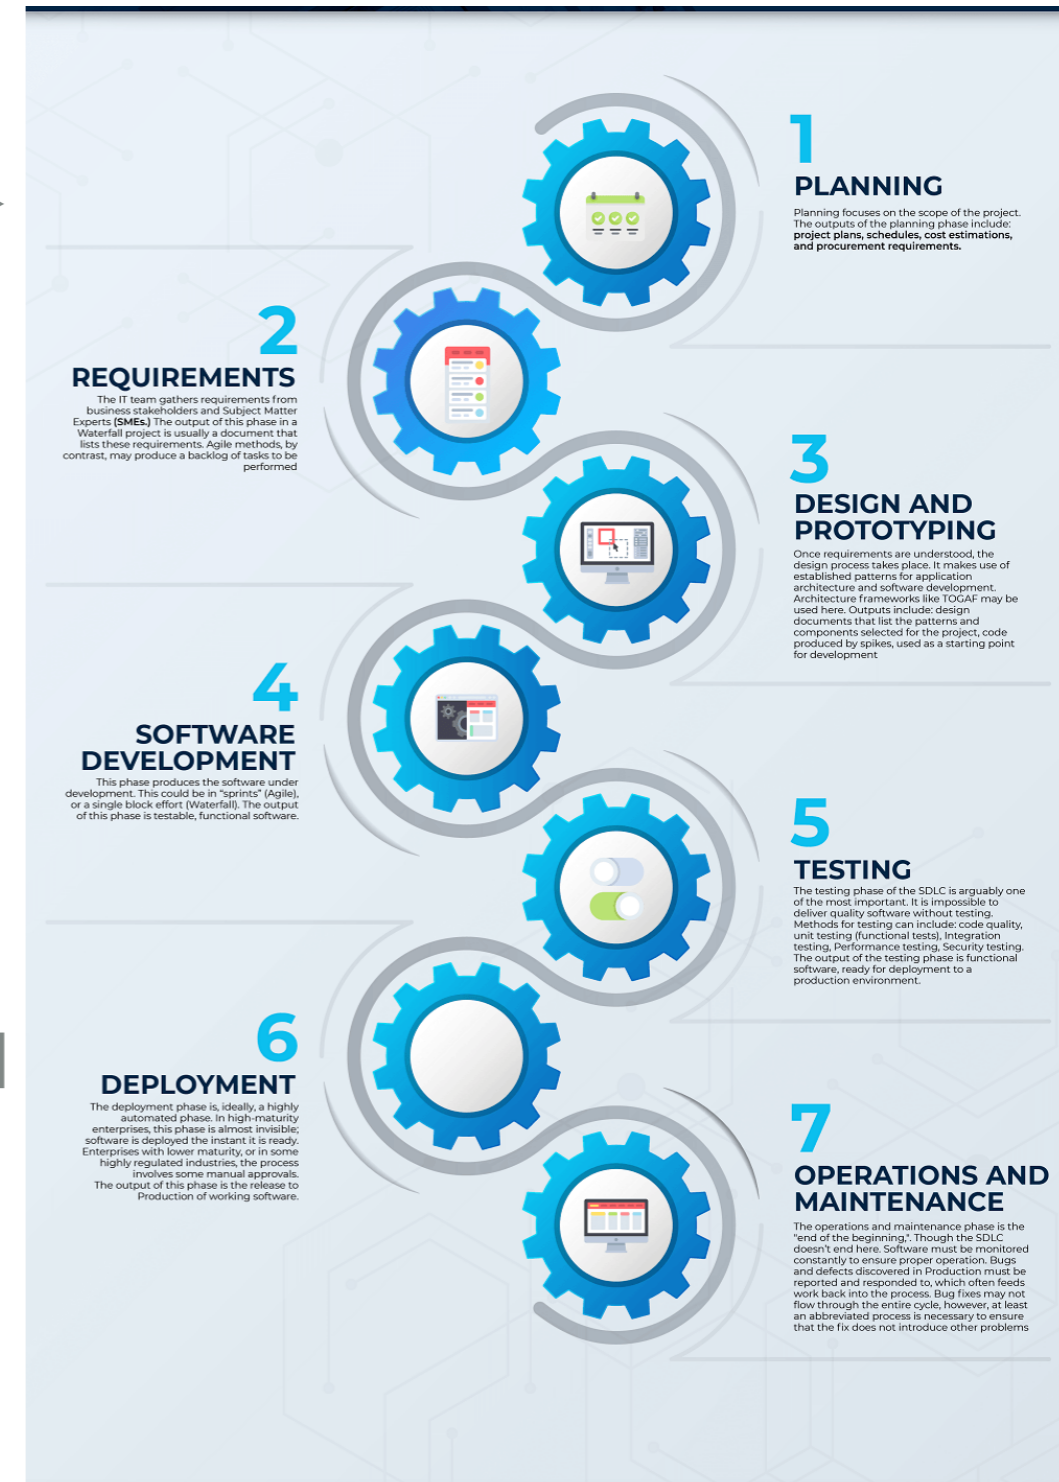 1
PLANNING
Planning focuses on the scope of the project.
The outputs of the planning phase include:
project plans, schedules, cost estimations,
and procurement requirements.
2
REQUIREMENTS
The IT team gathers requirements from
business stakeholders and Subject Matter
Experts (SMEs.) The output of this phase in a
Waterfall project is usually a document that
lists these requirements. Agile methods, by
contrast, may produce a backlog of tasks to be
performed
3
DESIGN AND
PROTOTYPING
Once requirements are understood, the
design process takes place. It makes use of
established patterns for application
architecture and software development.
Architecture frameworks like TOGAF may be
used here. Outputs include: design
documents that list the patterns and
components selected for the project, code
produced by spikes, used as a starting point
for development
4
SOFTWARE
DEVELOPMENT
This phase produces the software under
development. This could be in "sprints" (Agile),
or a single block effort (Waterfall). The output
of this phase is testable, functional software.
5
TESTING
The testing phase of the SDLC is arguably one
of the most important. It is impossible to
deliver quality software without testing.
Methods for testing can include: code quality,
unit testing (functional tests), Integration
testing, Performance testing, Security testing.
The output of the testing phase is functional
software, ready for deployment to a
production environment.
6
DEPLOYMENT
The deployment phase is, ideally, a highly
automated phase. In high-maturity
enterprises, this phase is almost invisible;
software is deployed the instant it is ready.
Enterprises with lower maturity, or in some
highly regulated industries, the process
involves some manual approvals.
The output of this phase is the release to
Production of working software.
7
OPERATIONS AND
MAINTENANCE
The operations and maintenance phase is the
"end of the beginning,". Though the SDLC
doesn't end here. Software must be monitored
constantly to ensure proper operation. Bugs
and defects discovered in Production must be
reported and responded to, which often feeds
work back into the process. Bug fixes may not
flow through the entire cycle, however, at least
an abbreviated process is necessary to ensure
that the fix does not introduce other problems